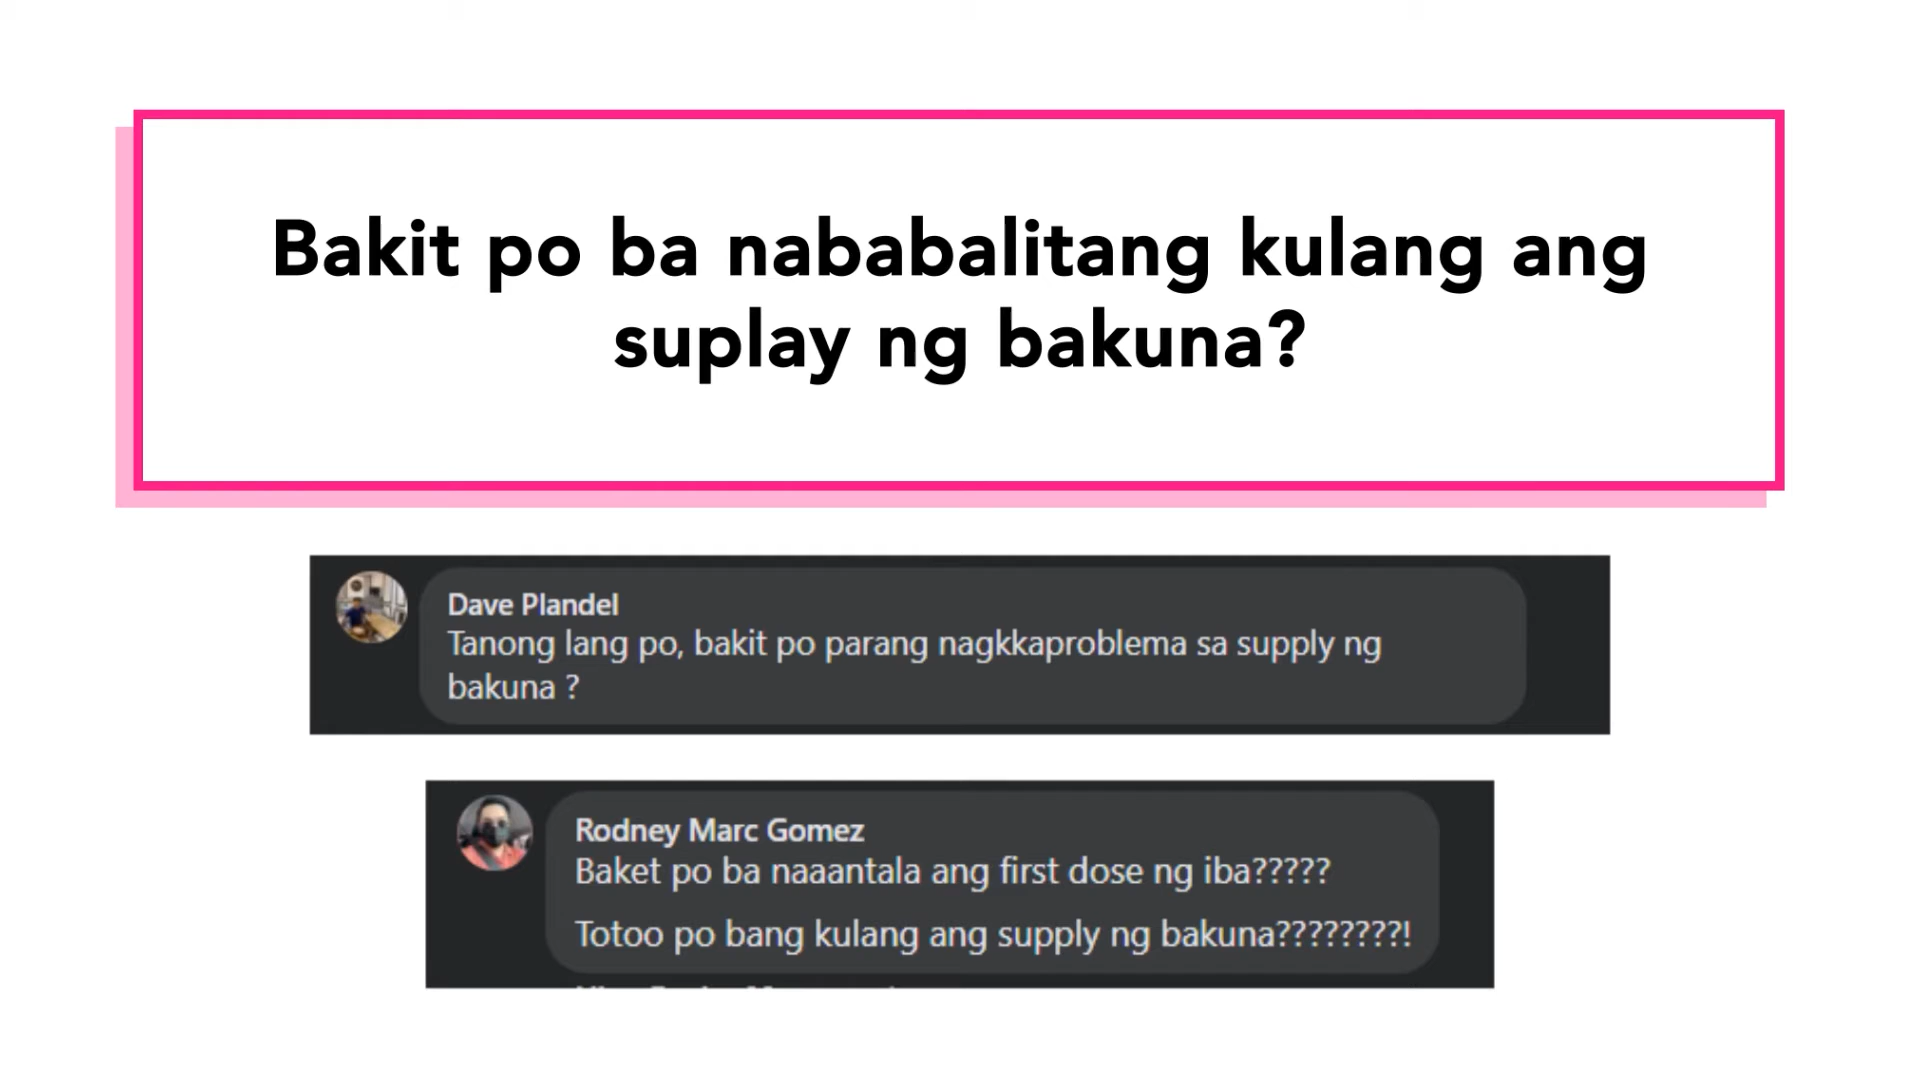 Bakit po ba nababalitang kulang ang
suplay ng bakuna?
Dave Plandel
Tanong lang po, bakit po parang nagkkaproblema sa supply ng
bakuna ?
Rodney Marc Gomez
Baket po ba naaantala ang first dose ng iba?????
Totoo po bang kulang ang supply ng bakuna????????!